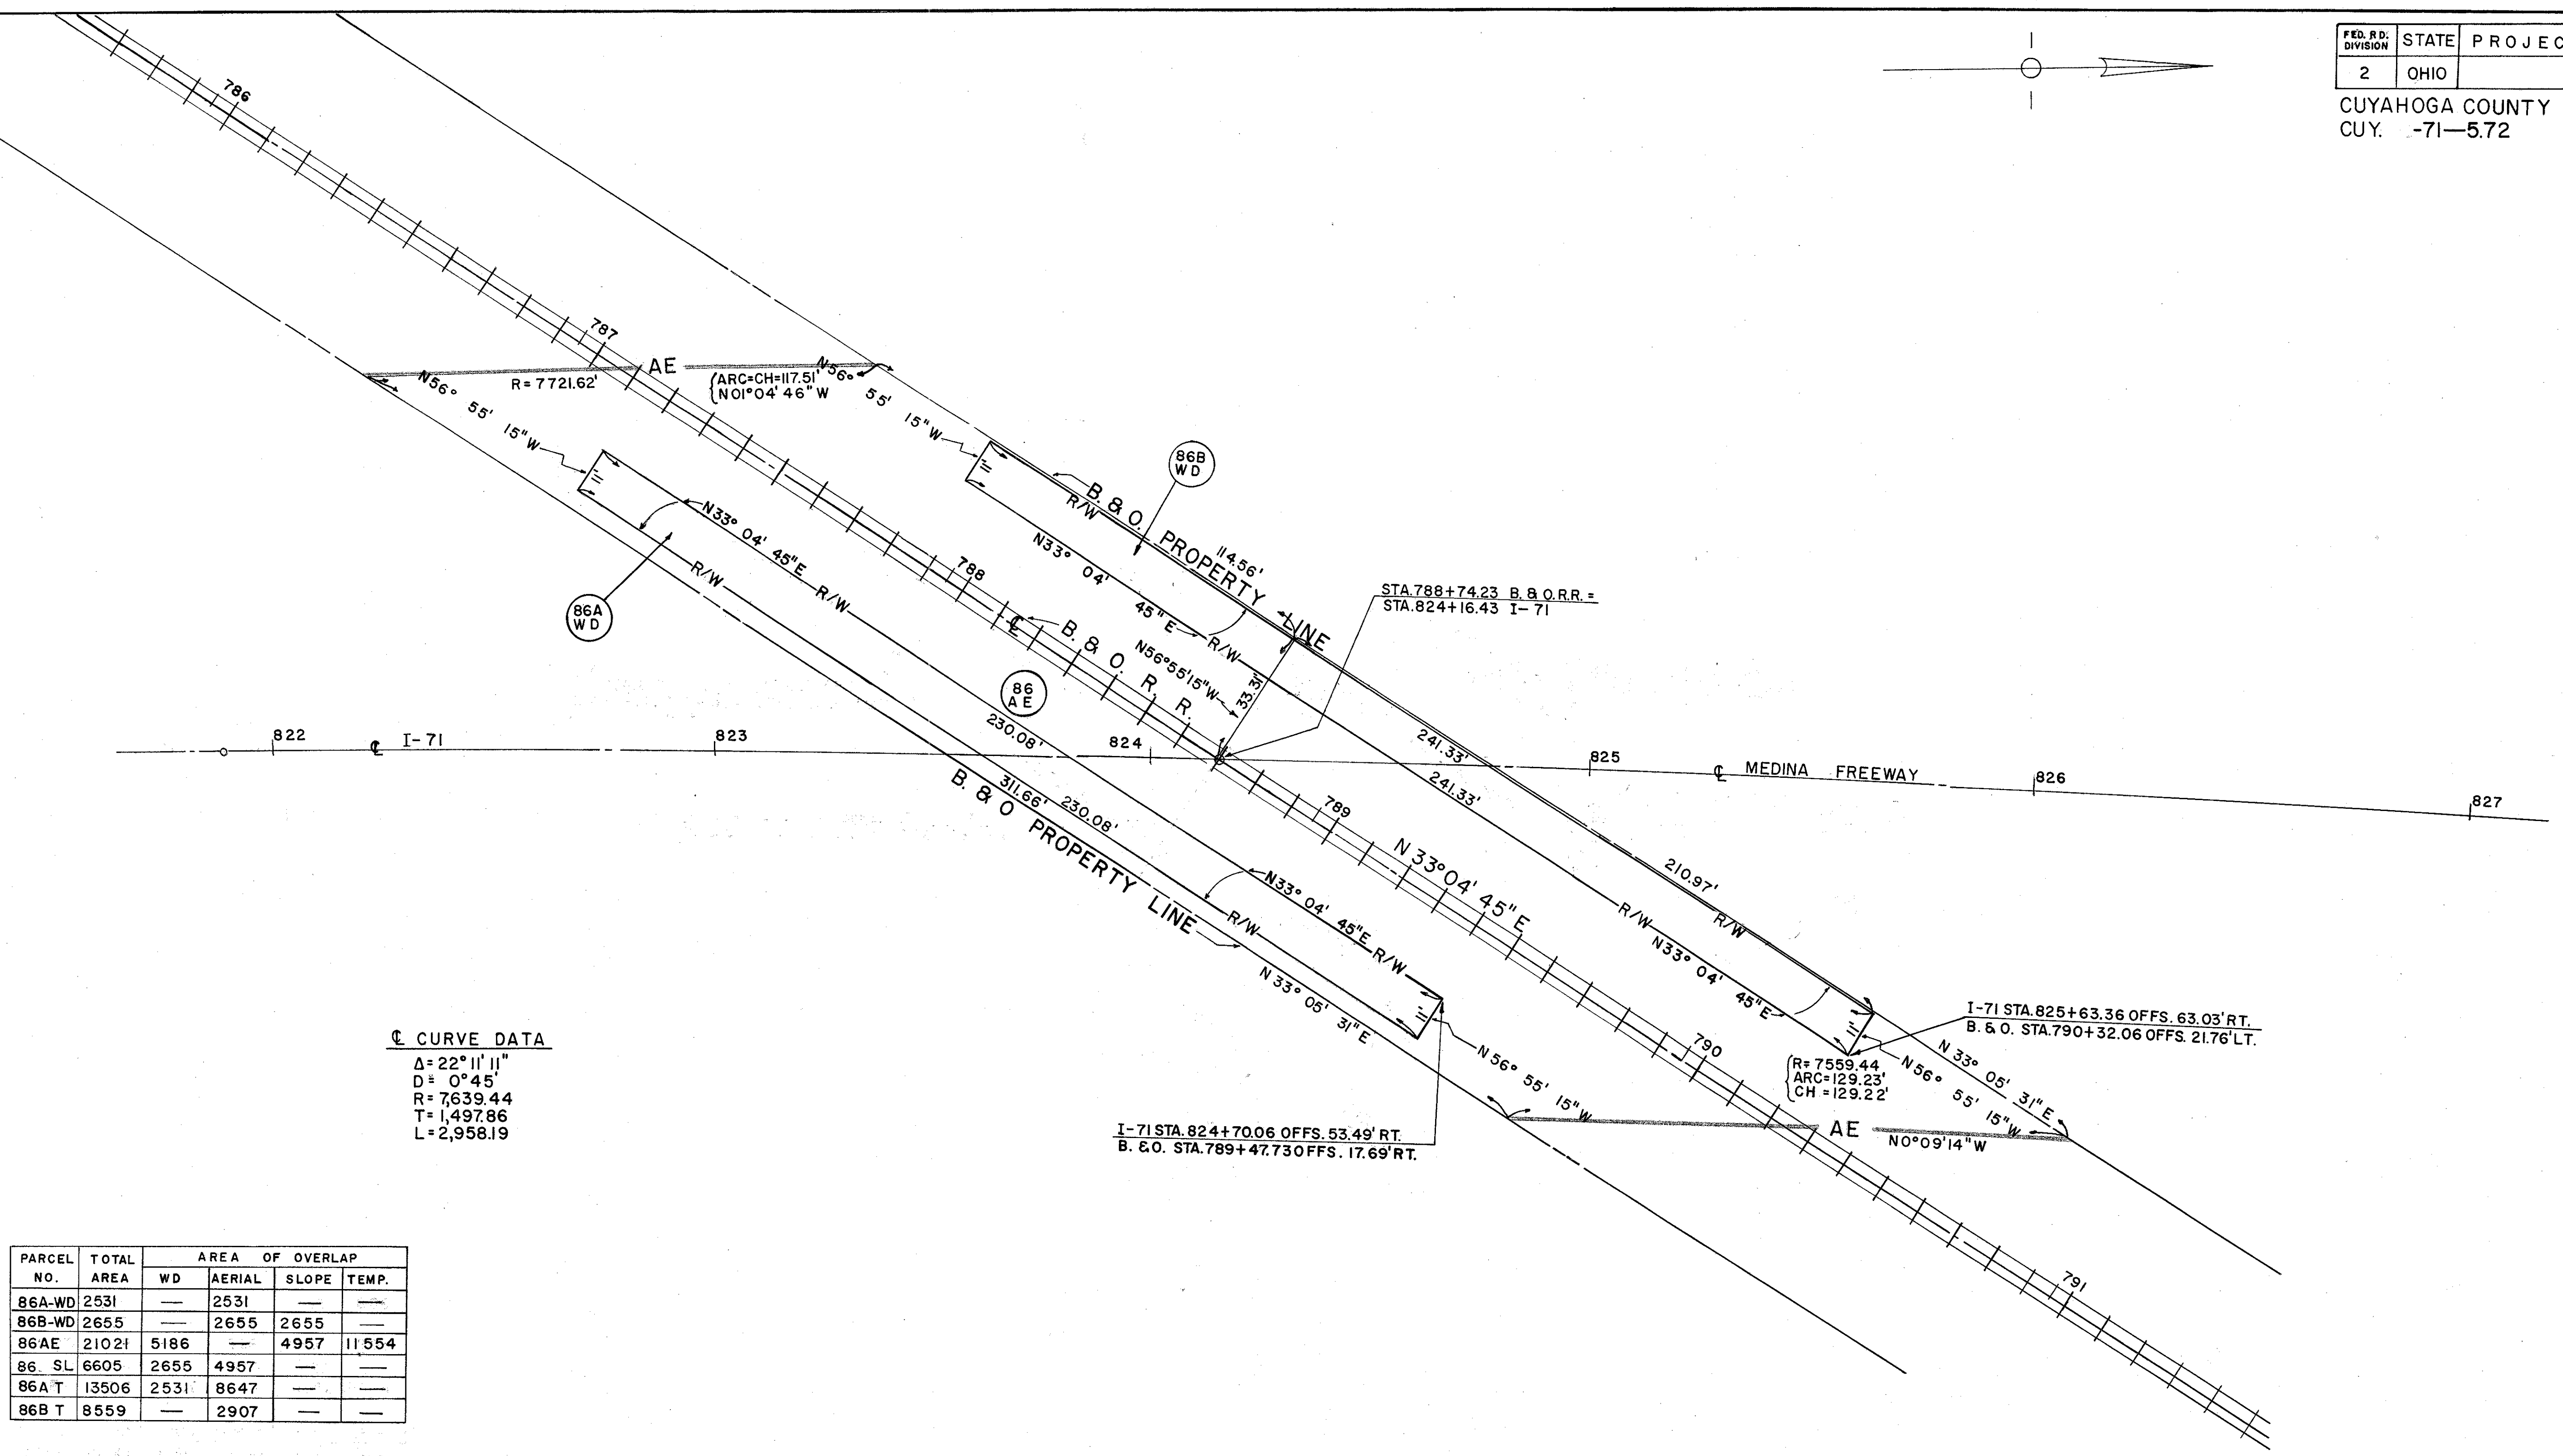 FED. RD. DIVISION STATE PROJEC
2 OHIO
CUYAHOGA COUNTY
CUY. -71—5.72
786
787
AE
R = 7721.62'
{ARC=CH=117.51'
{N01°04'46"W
N56° 55' 15"W
N56° 55' 15"W
86B
WD
B. & O. PROPERTY LINE
R/W
114.56'
N33° 04' 45"E
R/W
N33° 04' 45"E
R/W
R/W
86A
WD
788
℄ B. & O. R. R.
STA.788+74.23 B. & O.R.R. =
STA.824+16.43 I-71
N56°55'15"W
33.31'
86
AE
822
℄ I-71
823
824
825
℄ MEDINA FREEWAY
826
827
230.08'
311.66'
230.08'
B. & O PROPERTY LINE
241.33'
241.33'
789
N 33°04'45"E
210.97'
R/W
R/W
N33° 04' 45"E
R/W
N33° 04' 45"E
R/W
N 33° 05' 31"E
N 56° 55' 15"W
I-71 STA.825+63.36 OFFS. 63.03'RT.
B. & O. STA.790+32.06 OFFS. 21.76'LT.
790
{R= 7559.44
{ARC=129.23'
{CH =129.22'
N 56° 55' 15"W
N 33° 05' 31"E
AE
N0°09'14"W
I-71 STA.824+70.06 OFFS. 53.49' RT.
B. & O. STA.789+47.73 OFFS. 17.69'RT.
791
℄ CURVE DATA
Δ= 22° 11' 11"
D= 0°45'
R= 7,639.44
T= 1,497.86
L= 2,958.19
PARCEL NO. TOTAL AREA AREA OF OVERLAP
WD AERIAL SLOPE TEMP.
86A-WD 2531 — 2531 — —
86B-WD 2655 — 2655 2655 —
86 AE 21021 5186 — 4957 11554
86 SL 6605 2655 4957 — —
86A T 13506 2531 8647 — —
86B T 8559 — 2907 — —